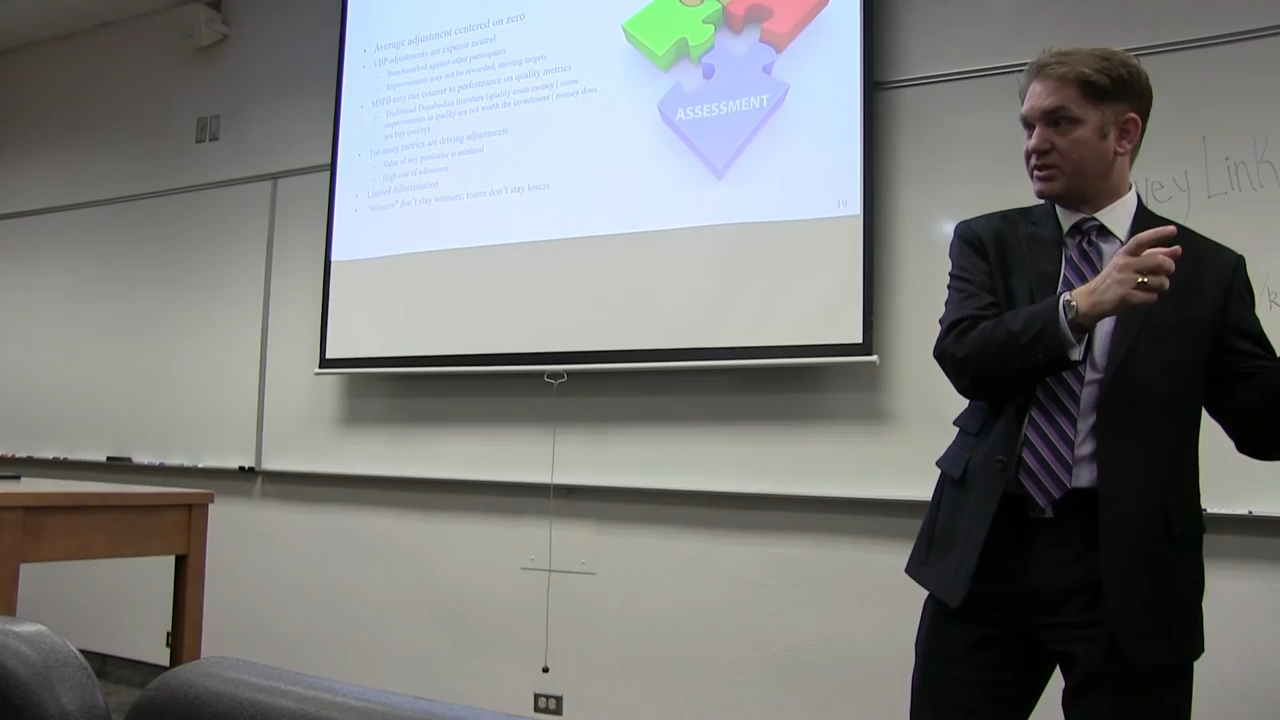 • Average adjustment centered on zero
• VBP adjustments are expense neutral
– Benchmarked against other participants
– Improvements may not be rewarded; moving targets
• MSPB may run counter to performance on quality metrics
– Traditional Donabedian literature (quality costs money | some
improvements in quality are not worth the investment | money does
not buy quality)
• Too many metrics are driving adjustments
– Value of any particular is minimal
– High cost of adherence
• Limited differentiation
• "Winners" don't stay winners; losers don't stay losers
ASSESSMENT
19
vey Link